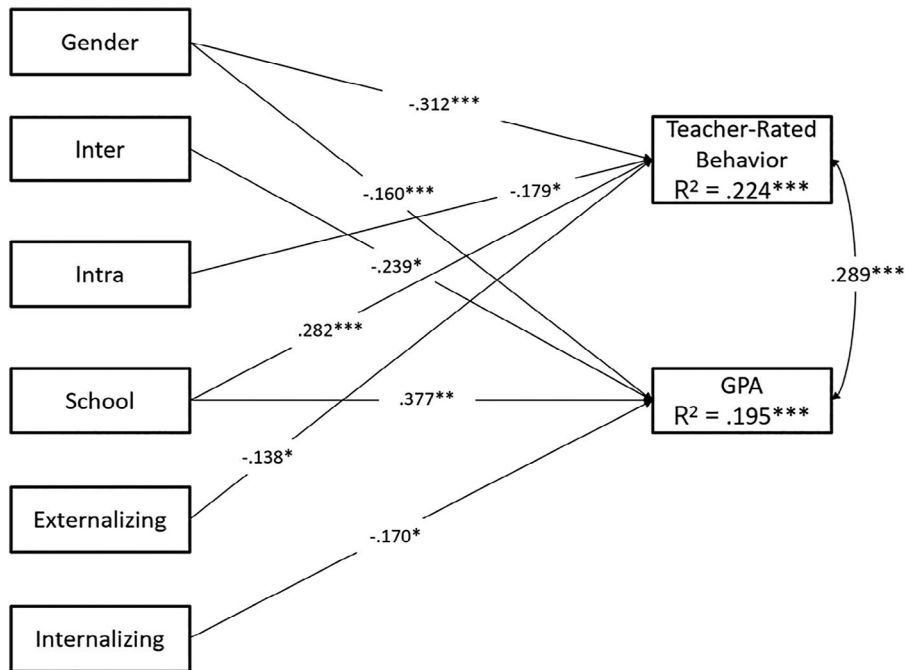 Gender
-.312***
Teacher-Rated
Behavior
R² = .224***
Inter
-.160***
-.179*
Intra
-.239*
.289***
.282***
School
.377**
GPA
R² = .195***
-.138*
Externalizing
-.170*
Internalizing